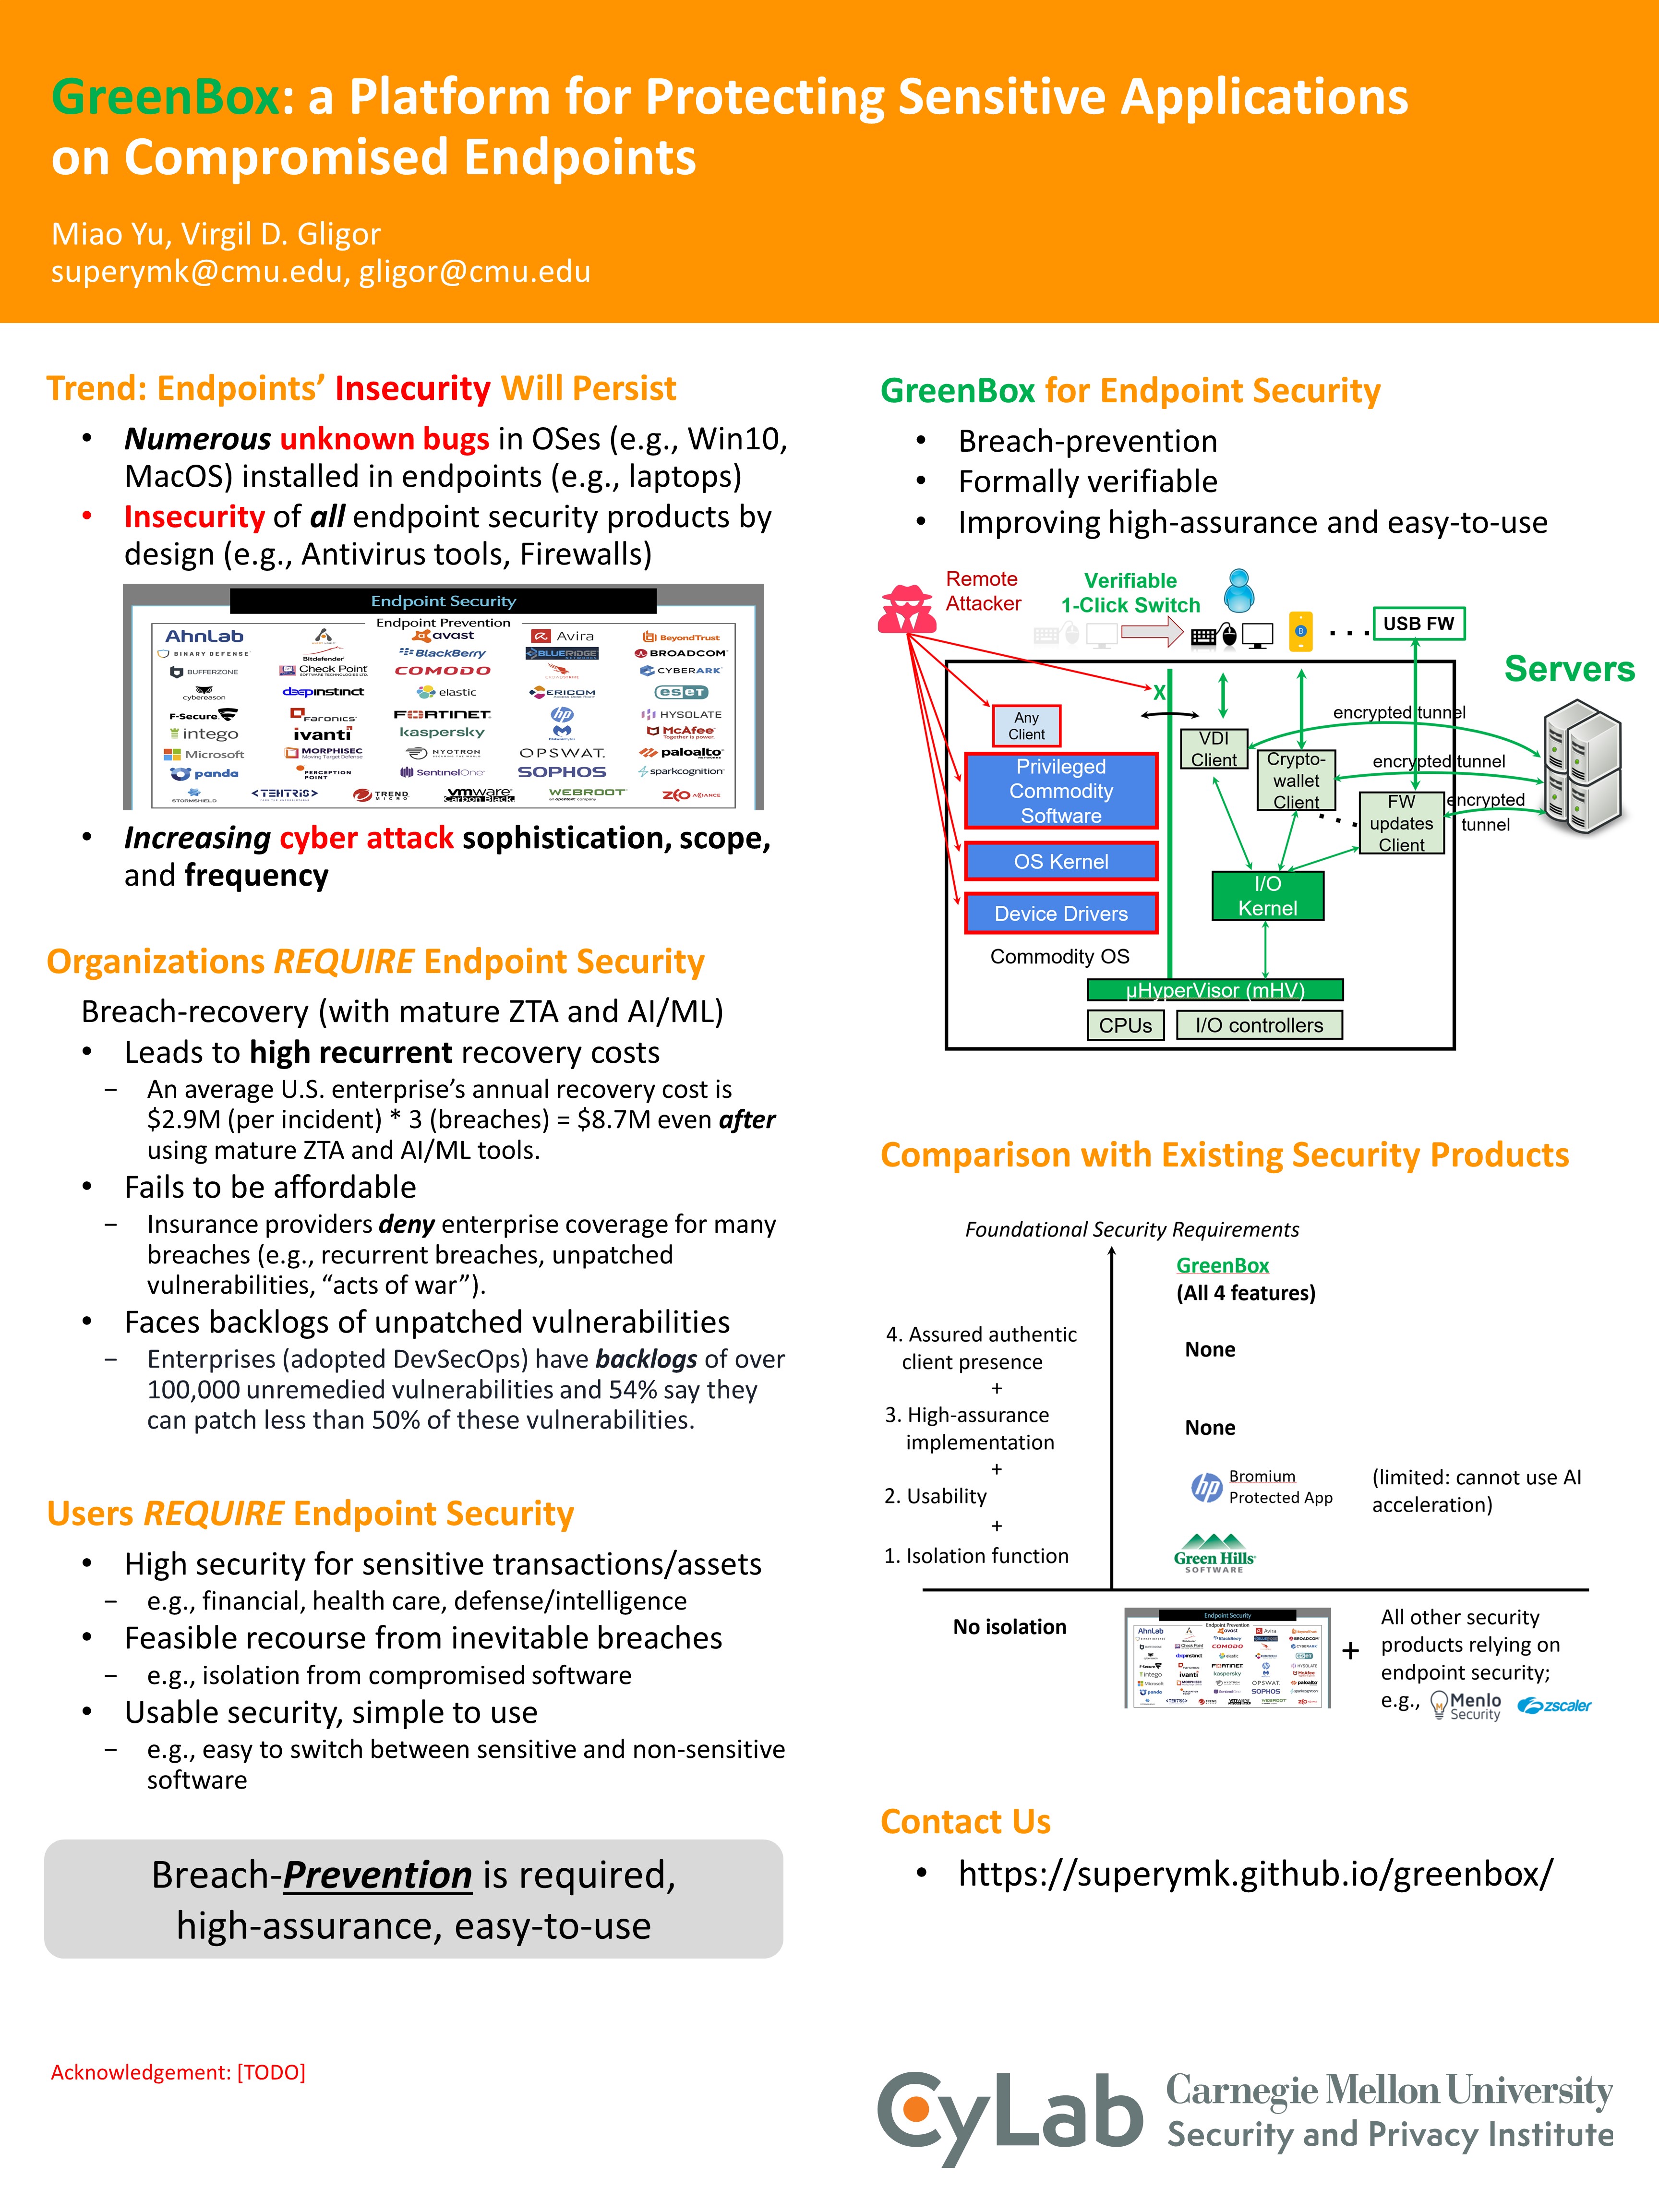 GreenBox: a Platform for Protecting Sensitive Applications
on Compromised Endpoints
Miao Yu, Virgil D. Gligor
superymk@cmu.edu, gligor@cmu.edu
Trend: Endpoints’ Insecurity Will Persist
• Numerous unknown bugs in OSes (e.g., Win10,
MacOS) installed in endpoints (e.g., laptops)
• Insecurity of all endpoint security products by
design (e.g., Antivirus tools, Firewalls)
Endpoint Security
Endpoint Prevention
AhnLab
Bitdefender
avast
Avira
BeyondTrust
BINARY DEFENSE
BlackBerry
BLUERIDGE
BROADCOM
BUFFERZONE
Check Point
COMODO
CYBERARK
cybereason
deepinstinct
elastic
ERICOM
eset
F-Secure
FARONICS
FORTINET
hp
HYSOLATE
intego
ivanti
kaspersky
Malwarebytes
McAfee
Microsoft
MORPHISEC
NYOTRON
OPSWAT.
paloalto
panda
PERCEPTION
POINT
SentinelOne
SOPHOS
sparkcognition
STORMSHIELD
TEHTRIS
TREND
MICRO
vmware
Carbon Black.
WEBROOT
• Increasing cyber attack sophistication, scope,
and frequency
Organizations REQUIRE Endpoint Security
Breach-recovery (with mature ZTA and AI/ML)
• Leads to high recurrent recovery costs
– An average U.S. enterprise’s annual recovery cost is
$2.9M (per incident) * 3 (breaches) = $8.7M even after
using mature ZTA and AI/ML tools.
• Fails to be affordable
– Insurance providers deny enterprise coverage for many
breaches (e.g., recurrent breaches, unpatched
vulnerabilities, “acts of war”).
• Faces backlogs of unpatched vulnerabilities
– Enterprises (adopted DevSecOps) have backlogs of over
100,000 unremedied vulnerabilities and 54% say they
can patch less than 50% of these vulnerabilities.
Users REQUIRE Endpoint Security
• High security for sensitive transactions/assets
– e.g., financial, health care, defense/intelligence
• Feasible recourse from inevitable breaches
– e.g., isolation from compromised software
• Usable security, simple to use
– e.g., easy to switch between sensitive and non-sensitive
software
Breach-Prevention is required,
high-assurance, easy-to-use
Acknowledgement: [TODO]
GreenBox for Endpoint Security
• Breach-prevention
• Formally verifiable
• Improving high-assurance and easy-to-use
Remote
Attacker
Verifiable
1-Click Switch
...
USB FW
Servers
X
Any
Client
VDI
Client
encrypted tunnel
Privileged
Commodity
Software
Crypto-
wallet
Client
encrypted tunnel
FW
updates
Client
encrypted
tunnel
OS Kernel
I/O
Kernel
Device Drivers
Commodity OS
µHyperVisor (mHV)
CPUs
I/O controllers
Comparison with Existing Security Products
Foundational Security Requirements
GreenBox
(All 4 features)
4. Assured authentic
client presence
None
+
3. High-assurance
implementation
None
+
2. Usability
hp
Bromium
Protected App
(limited: cannot use AI
acceleration)
+
1. Isolation function
Green Hills
SOFTWARE
No isolation
Endpoint Security
Endpoint Prevention
+
All other security
products relying on
endpoint security;
e.g.,
Menlo
Security
zscaler
Contact Us
• https://superymk.github.io/greenbox/
CyLab
Carnegie Mellon University
Security and Privacy Institute